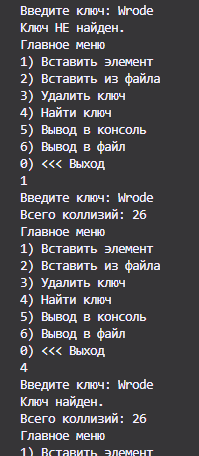 Введите ключ: Wrode
Ключ НЕ найден.
Главное меню
1) Вставить элемент
2) Вставить из файла
3) Удалить ключ
4) Найти ключ
5) Вывод в консоль
6) Вывод в файл
0) <<< Выход
1
Введите ключ: Wrode
Всего коллизий: 26
Главное меню
1) Вставить элемент
2) Вставить из файла
3) Удалить ключ
4) Найти ключ
5) Вывод в консоль
6) Вывод в файл
0) <<< Выход
4
Введите ключ: Wrode
Ключ найден.
Всего коллизий: 26
Главное меню
1) Вставить элемент